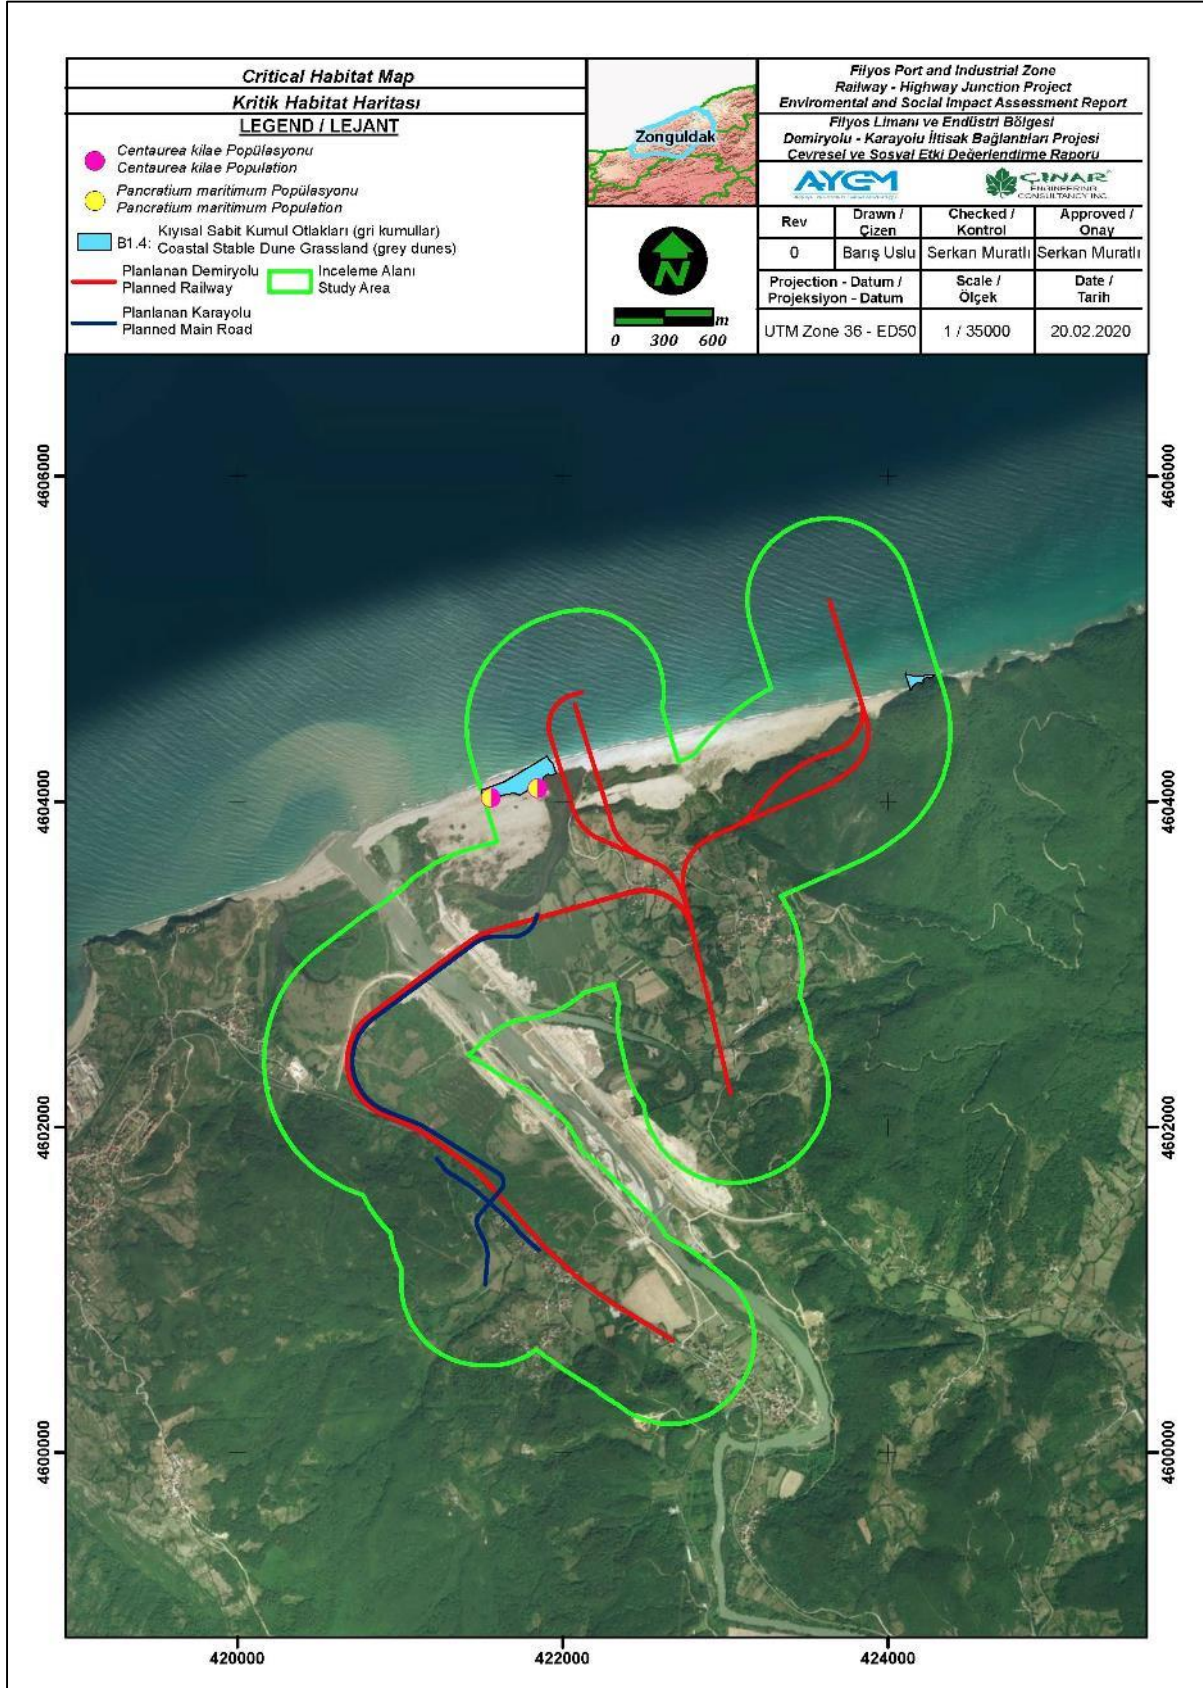 Critical Habitat Map
Kritik Habitat Haritası
LEGEND / LEJANT
Centaurea kilae Popülasyonu
Centaurea kilae Population
Pancratium maritimum Popülasyonu
Pancratium maritimum Population
B1.4: Kıyısal Sabit Kumul Otlakları (gri kumullar)
Coastal Stable Dune Grassland (grey dunes)
Planlanan Demiryolu
Planned Railway
İnceleme Alanı
Study Area
Planlanan Karayolu
Planned Main Road
Zonguldak
N
m
0 300 600
Filyos Port and Industrial Zone
Railway - Highway Junction Project
Enviromental and Social Impact Assessment Report
Filyos Limanı ve Endüstri Bölgesi
Demiryolu - Karayolu İltisak Bağlantıları Projesi
Çevresel ve Sosyal Etki Değerlendirme Raporu
AYGM
ÇINAR
ENGINEERING
CONSULTANCY INC.
Rev
Drawn /
Çizen
Checked /
Kontrol
Approved /
Onay
0
Barış Uslu
Serkan Muratlı
Serkan Muratlı
Projection - Datum /
Projeksiyon - Datum
Scale /
Ölçek
Date /
Tarih
UTM Zone 36 - ED50
1 / 35000
20.02.2020
4606000
4606000
4604000
4604000
4602000
4602000
4600000
4600000
420000
422000
424000